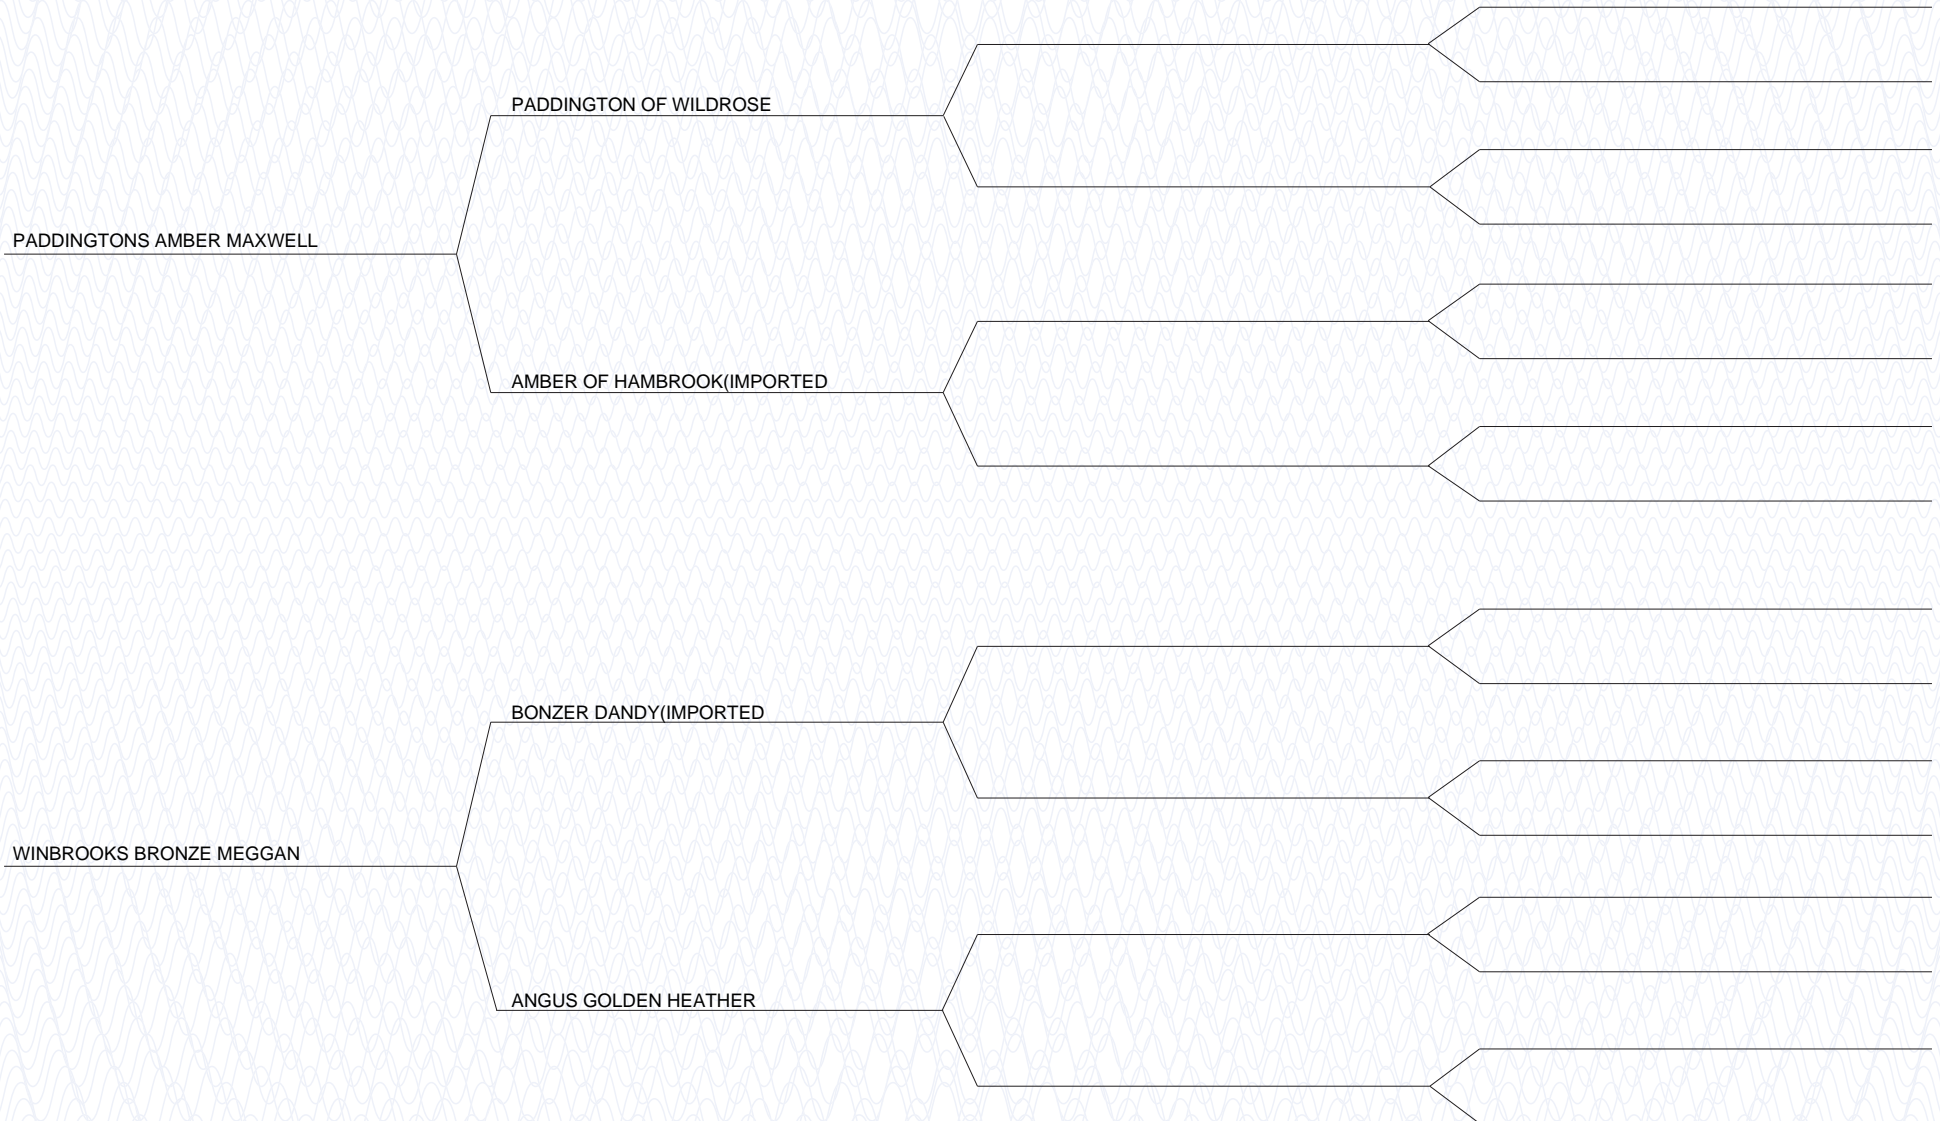 PADDINGTON OF WILDROSE
PADDINGTONS AMBER MAXWELL
AMBER OF HAMBROOK(IMPORTED
BONZER DANDY(IMPORTED
WINBROOKS BRONZE MEGGAN
ANGUS GOLDEN HEATHER